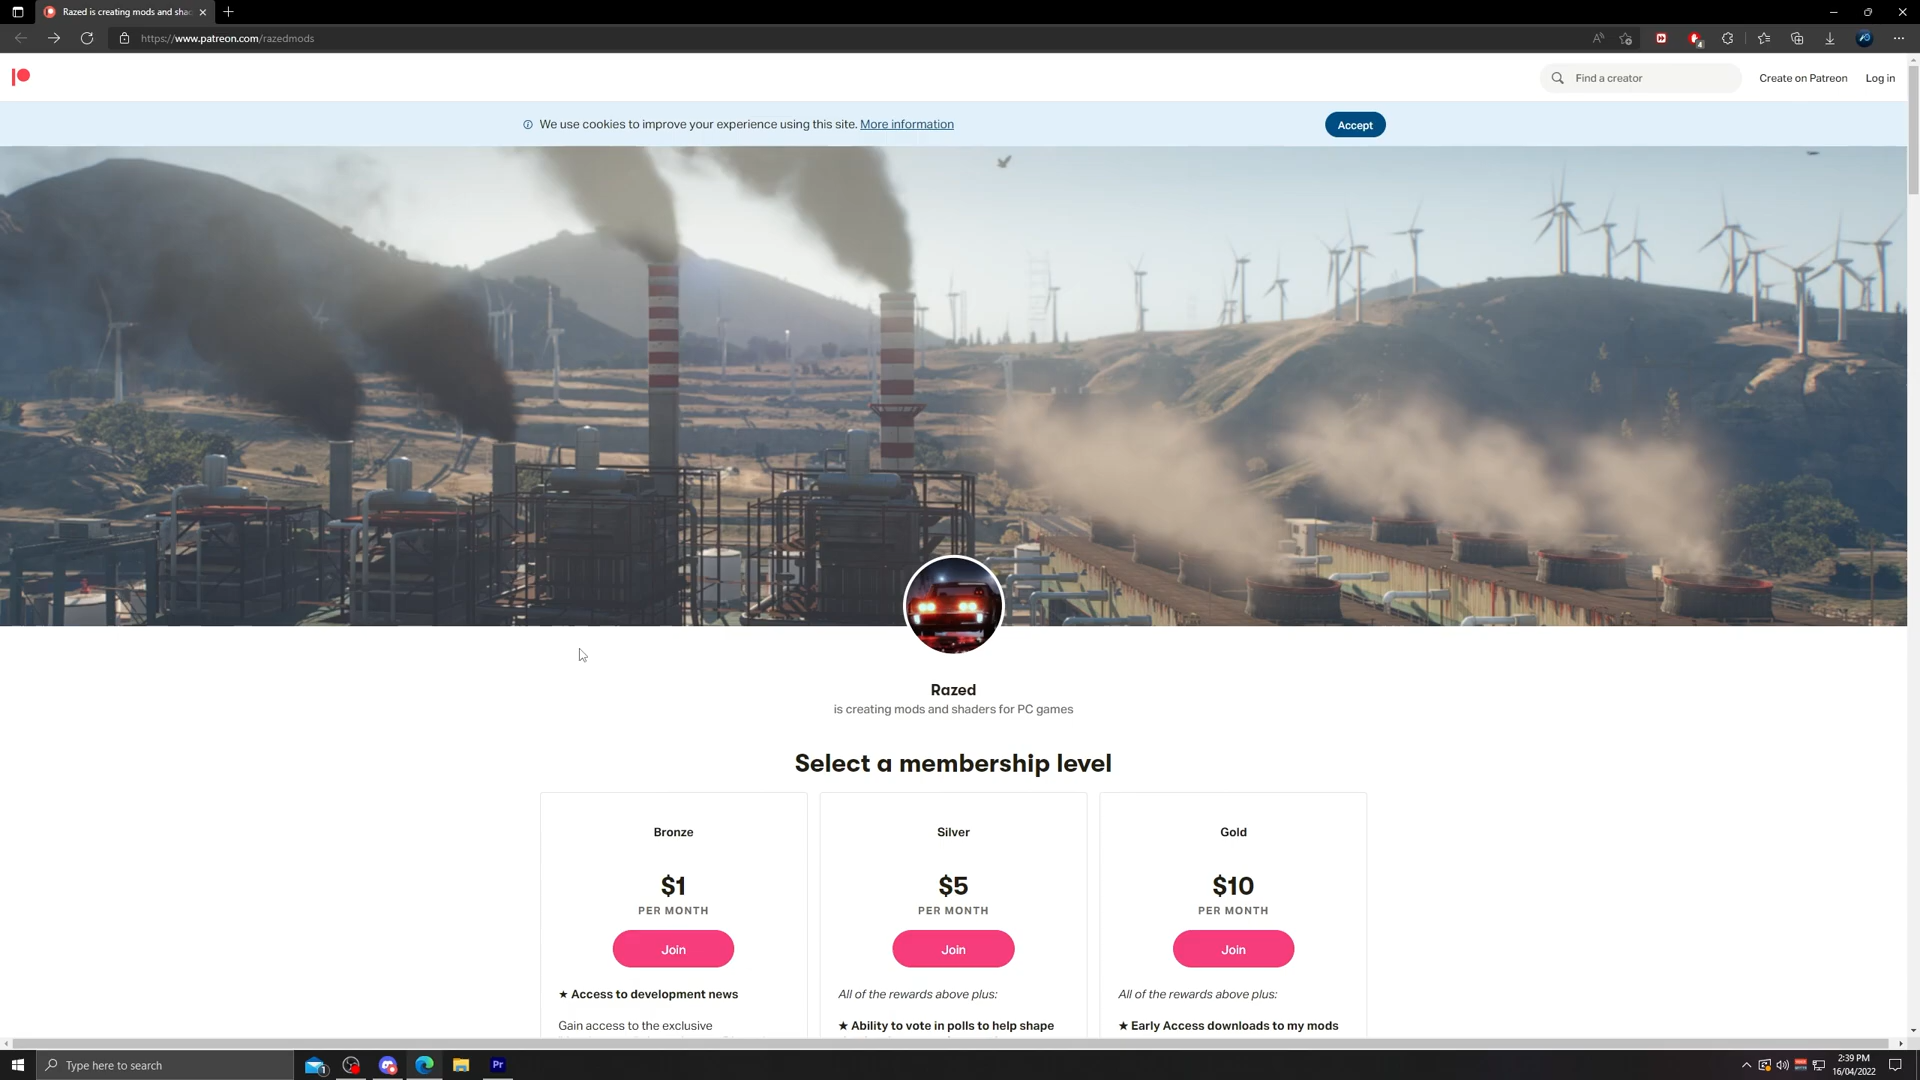 Razed is creating mods and sha
https://www.patreon.com/razedmods
4
Find a creator
Create on Patreon
Log in
We use cookies to improve your experience using this site. More information
Accept
Razed
is creating mods and shaders for PC games
Select a membership level
Bronze
$1
PER MONTH
Join
★ Access to development news
Gain access to the exclusive
Silver
$5
PER MONTH
Join
All of the rewards above plus:
★ Ability to vote in polls to help shape
Gold
$10
PER MONTH
Join
All of the rewards above plus:
★ Early Access downloads to my mods
Type here to search
1
Pr
2:39 PM
16/04/2022